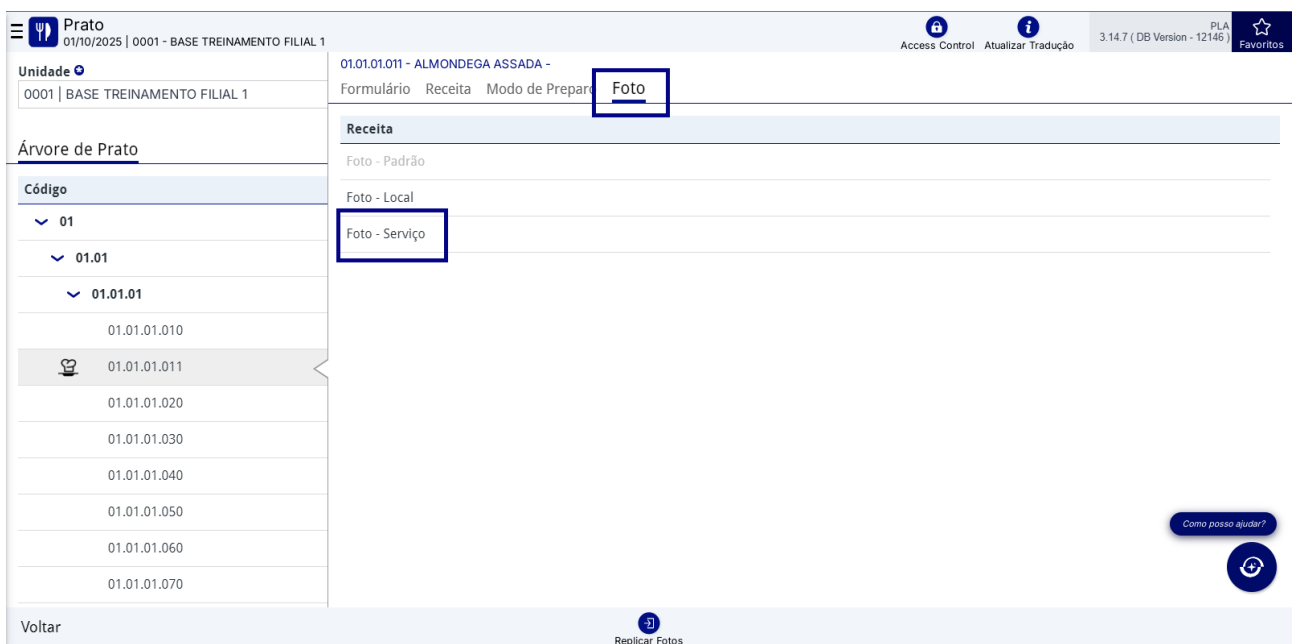 Prato
01/10/2025 | 0001 - BASE TREINAMENTO FILIAL 1
Access Control
Atualizar Tradução
PLA
3.14.7 ( DB Version - 12146 )
Favoritos
Unidade
0001 | BASE TREINAMENTO FILIAL 1
Árvore de Prato
Código
01
01.01
01.01.01
01.01.01.010
01.01.01.011
01.01.01.020
01.01.01.030
01.01.01.040
01.01.01.050
01.01.01.060
01.01.01.070
01.01.01.011 - ALMONDEGA ASSADA -
Formulário Receita Modo de Preparo Foto
Receita
Foto - Padrão
Foto - Local
Foto - Serviço
Como posso ajudar?
Voltar
Replicar Fotos